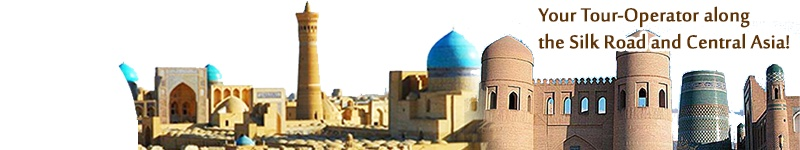 Your Tour-Operator along
the Silk Road and Central Asia!